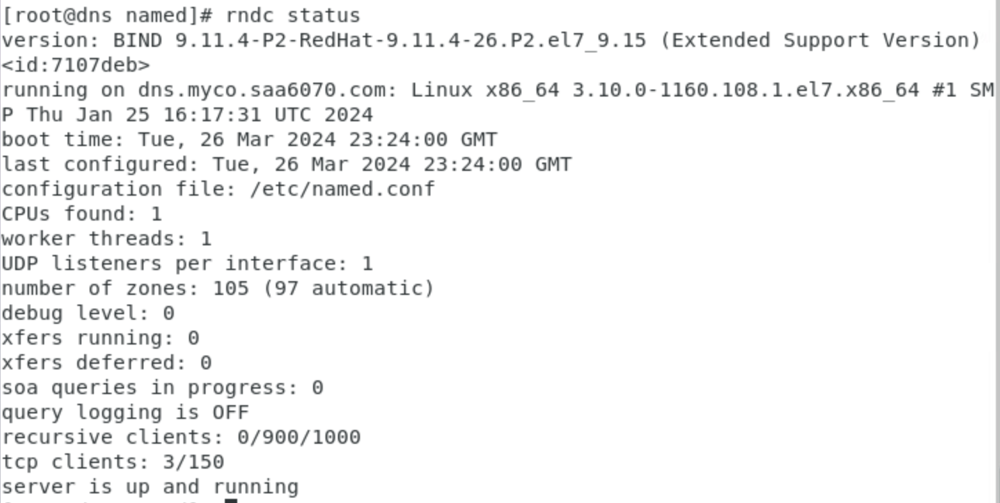 [root@dns named]# rndc status
version: BIND 9.11.4-P2-RedHat-9.11.4-26.P2.el7_9.15 (Extended Support Version)
<id:7107deb>
running on dns.myco.saa6070.com: Linux x86_64 3.10.0-1160.108.1.el7.x86_64 #1 SM
P Thu Jan 25 16:17:31 UTC 2024
boot time: Tue, 26 Mar 2024 23:24:00 GMT
last configured: Tue, 26 Mar 2024 23:24:00 GMT
configuration file: /etc/named.conf
CPUs found: 1
worker threads: 1
UDP listeners per interface: 1
number of zones: 105 (97 automatic)
debug level: 0
xfers running: 0
xfers deferred: 0
soa queries in progress: 0
query logging is OFF
recursive clients: 0/900/1000
tcp clients: 3/150
server is up and running